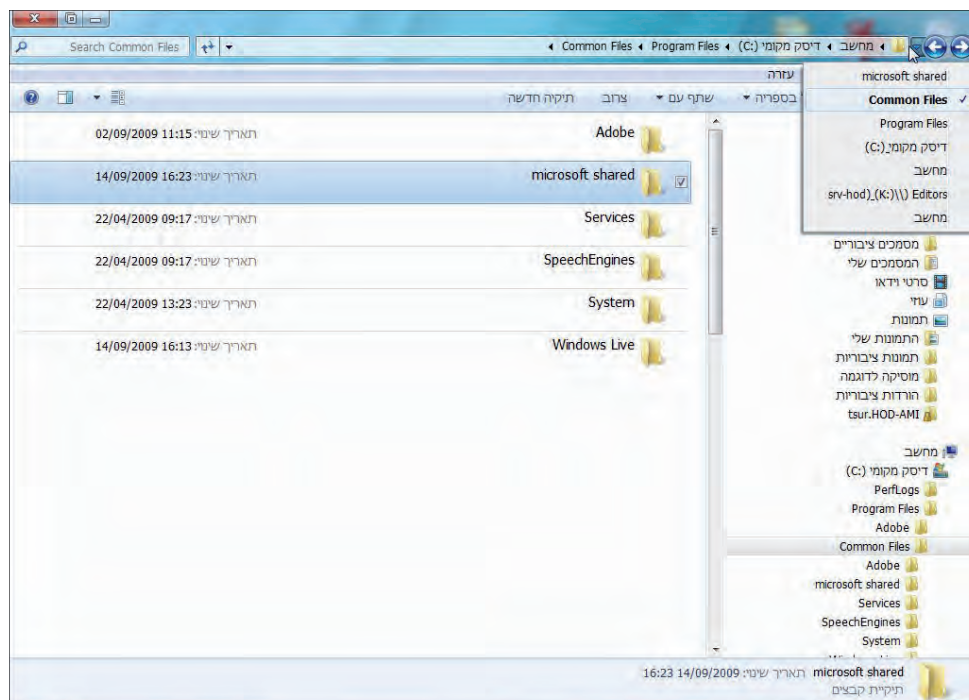 Search Common Files
מחשב ◂ דיסק מקומי (C:) ◂ Program Files ◂ Common Files ◂
עזרה
בספריה
שתף עם
צרוב
תיקיה חדשה
microsoft shared
Common Files
Program Files
דיסק מקומי_(C:)
מחשב
srv-hod)_(K:)\\) Editors
מחשב
Adobe
תאריך שינוי: 02/09/2009 11:15
microsoft shared
תאריך שינוי: 14/09/2009 16:23
Services
תאריך שינוי: 22/04/2009 09:17
SpeechEngines
תאריך שינוי: 22/04/2009 09:17
System
תאריך שינוי: 22/04/2009 13:23
Windows Live
תאריך שינוי: 14/09/2009 16:13
מסמכים ציבוריים
המסמכים שלי
סרטי וידאו
עוזי
תמונות
התמונות שלי
תמונות ציבוריות
מוסיקה לדוגמה
הורדות ציבוריות
tsur.HOD-AMI
מחשב
דיסק מקומי (C:)
PerfLogs
Program Files
Adobe
Common Files
Adobe
microsoft shared
Services
SpeechEngines
System
microsoft shared תאריך שינוי: 14/09/2009 16:23
תיקיית קבצים